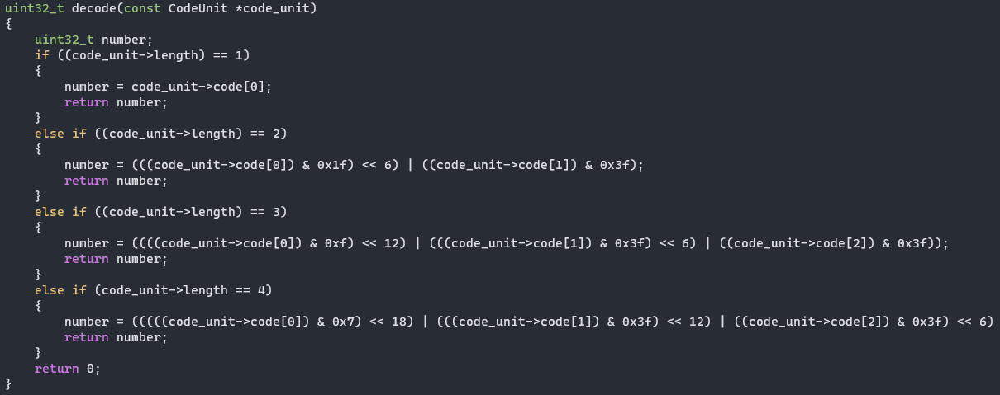 uint32_t decode(const CodeUnit *code_unit)
{
    uint32_t number;
    if ((code_unit->length) == 1)
    {
        number = code_unit->code[0];
        return number;
    }
    else if ((code_unit->length) == 2)
    {
        number = (((code_unit->code[0]) & 0x1f) << 6) | ((code_unit->code[1]) & 0x3f);
        return number;
    }
    else if ((code_unit->length) == 3)
    {
        number = ((((code_unit->code[0]) & 0xf) << 12) | (((code_unit->code[1]) & 0x3f) << 6) | ((code_unit->code[2]) & 0x3f));
        return number;
    }
    else if (code_unit->length == 4)
    {
        number = (((((code_unit->code[0]) & 0x7) << 18) | (((code_unit->code[1]) & 0x3f) << 12) | ((code_unit->code[2]) & 0x3f) << 6)
        return number;
    }
    return 0;
}